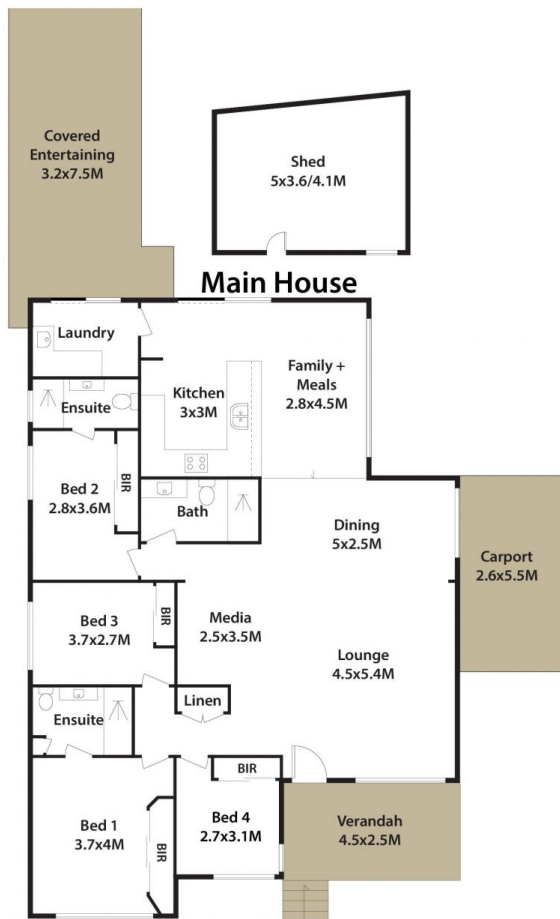 Covered
Entertaining
3.2x7.5M
Shed
5x3.6/4.1M
Main House
Laundry
Ensuite
Kitchen
3x3M
Family +
Meals
2.8x4.5M
Bed 2
2.8x3.6M
BIR
Bath
Dining
5x2.5M
Carport
2.6x5.5M
Bed 3
3.7x2.7M
BIR
Media
2.5x3.5M
Lounge
4.5x5.4M
Linen
Ensuite
BIR
Bed 1
3.7x4M
BIR
Bed 4
2.7x3.1M
Verandah
4.5x2.5M